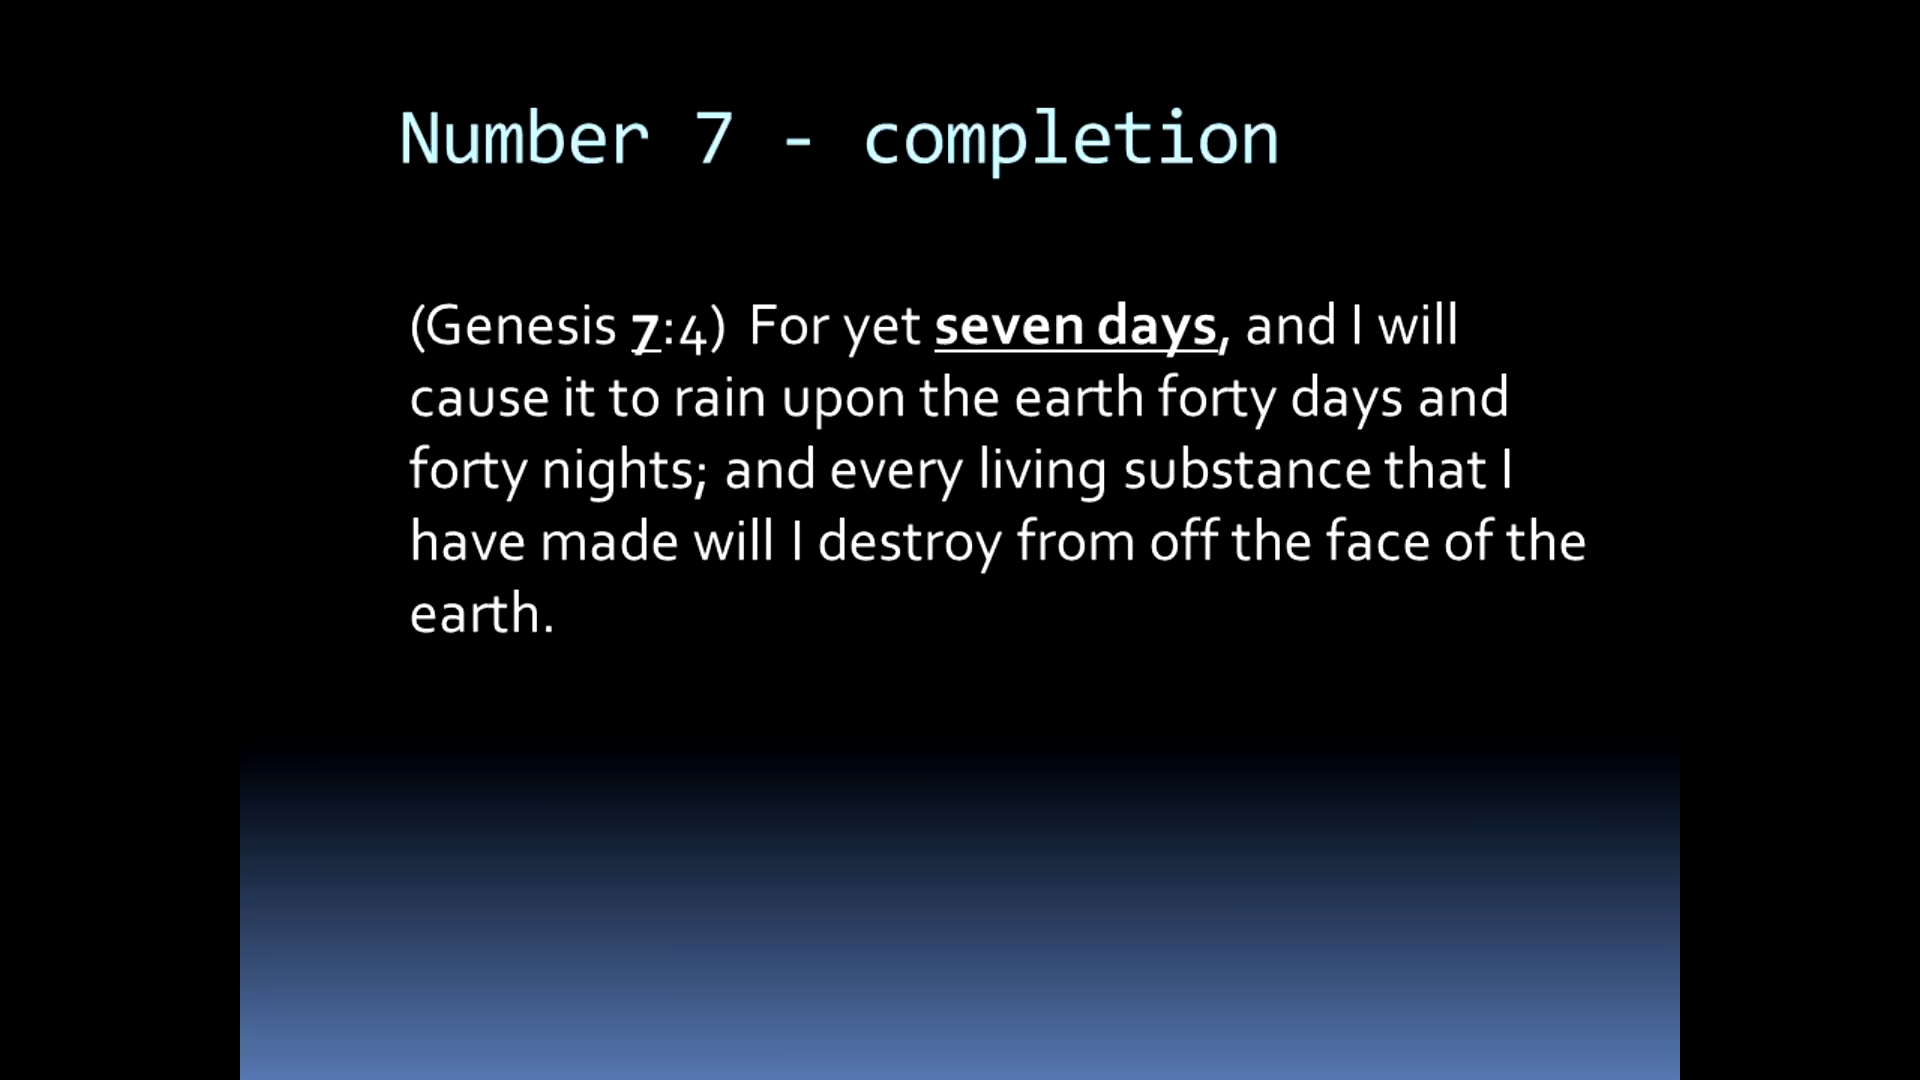 Number 7 - completion
(Genesis 7:4)  For yet seven days, and I will
cause it to rain upon the earth forty days and
forty nights; and every living substance that I
have made will I destroy from off the face of the
earth.